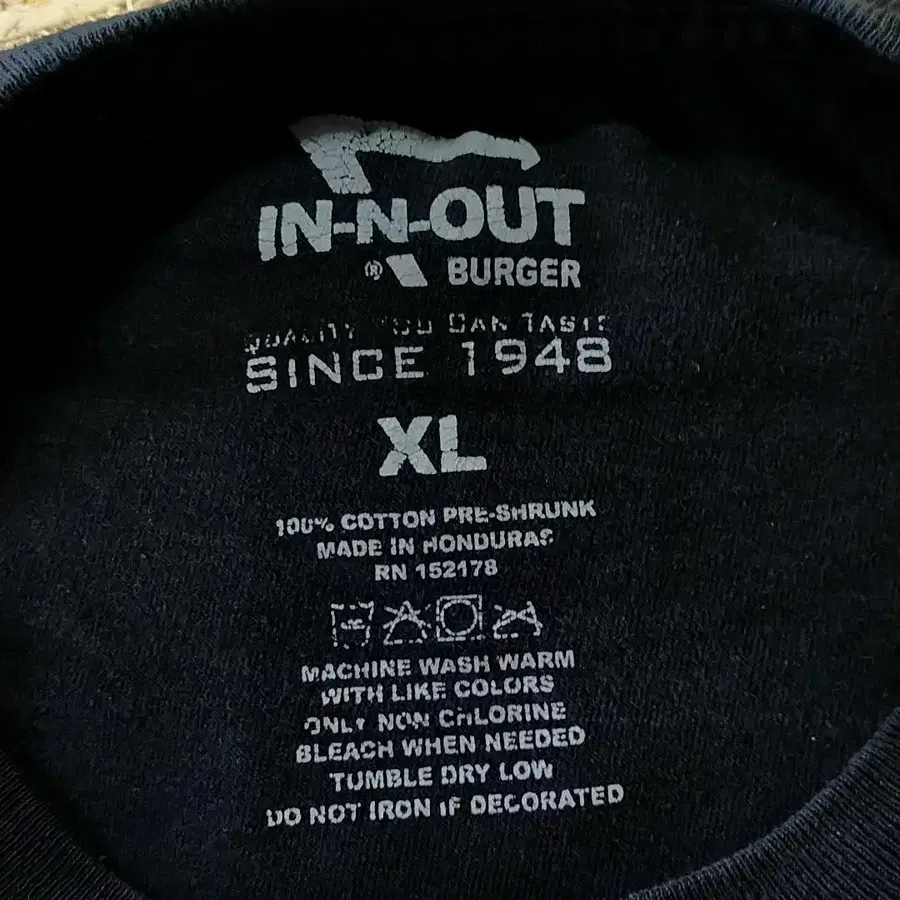 IN-N-OUT
® BURGER
QUALITY YOU CAN TASTE
SINCE 1948
XL
100% COTTON PRE-SHRUNK
MADE IN HONDURAS
RN 152178
MACHINE WASH WARM
WITH LIKE COLORS
ONLY NON CHLORINE
BLEACH WHEN NEEDED
TUMBLE DRY LOW
DO NOT IRON IF DECORATED